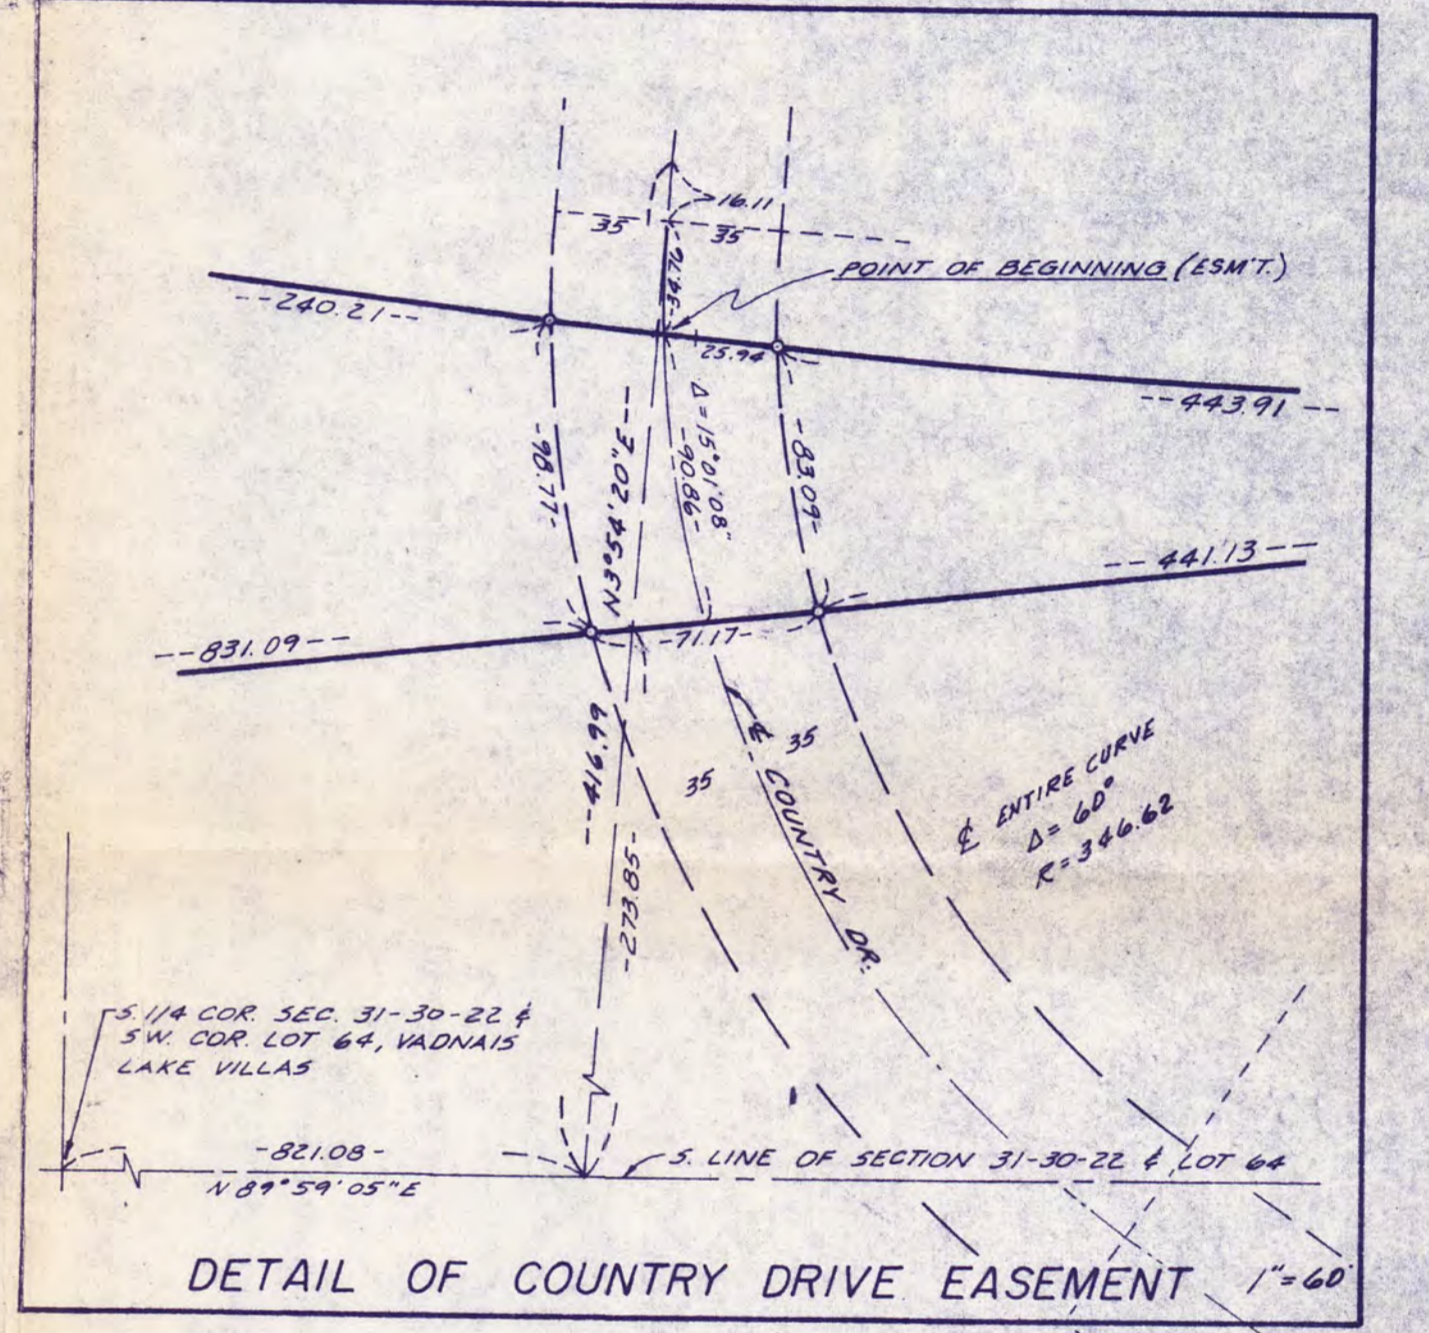 16.11
35 35
-34.76-
POINT OF BEGINNING (ESM'T.)
--240.21--
25.94
--443.91--
-98.77-
N3°54'20"E
Δ=15°01'08"
-90.86-
-83.09-
--441.13--
--831.09--
-71.17-
--416.99
-273.85-
35
35
℄ COUNTRY DR.
℄ ENTIRE CURVE
Δ= 60°
R=346.62
S. 1/4 COR. SEC. 31-30-22 &
SW. COR. LOT 64, VADNAIS
LAKE VILLAS
-821.08-
N 89°59'05"E
S. LINE OF SECTION 31-30-22 & LOT 64
DETAIL OF COUNTRY DRIVE EASEMENT 1"=60'